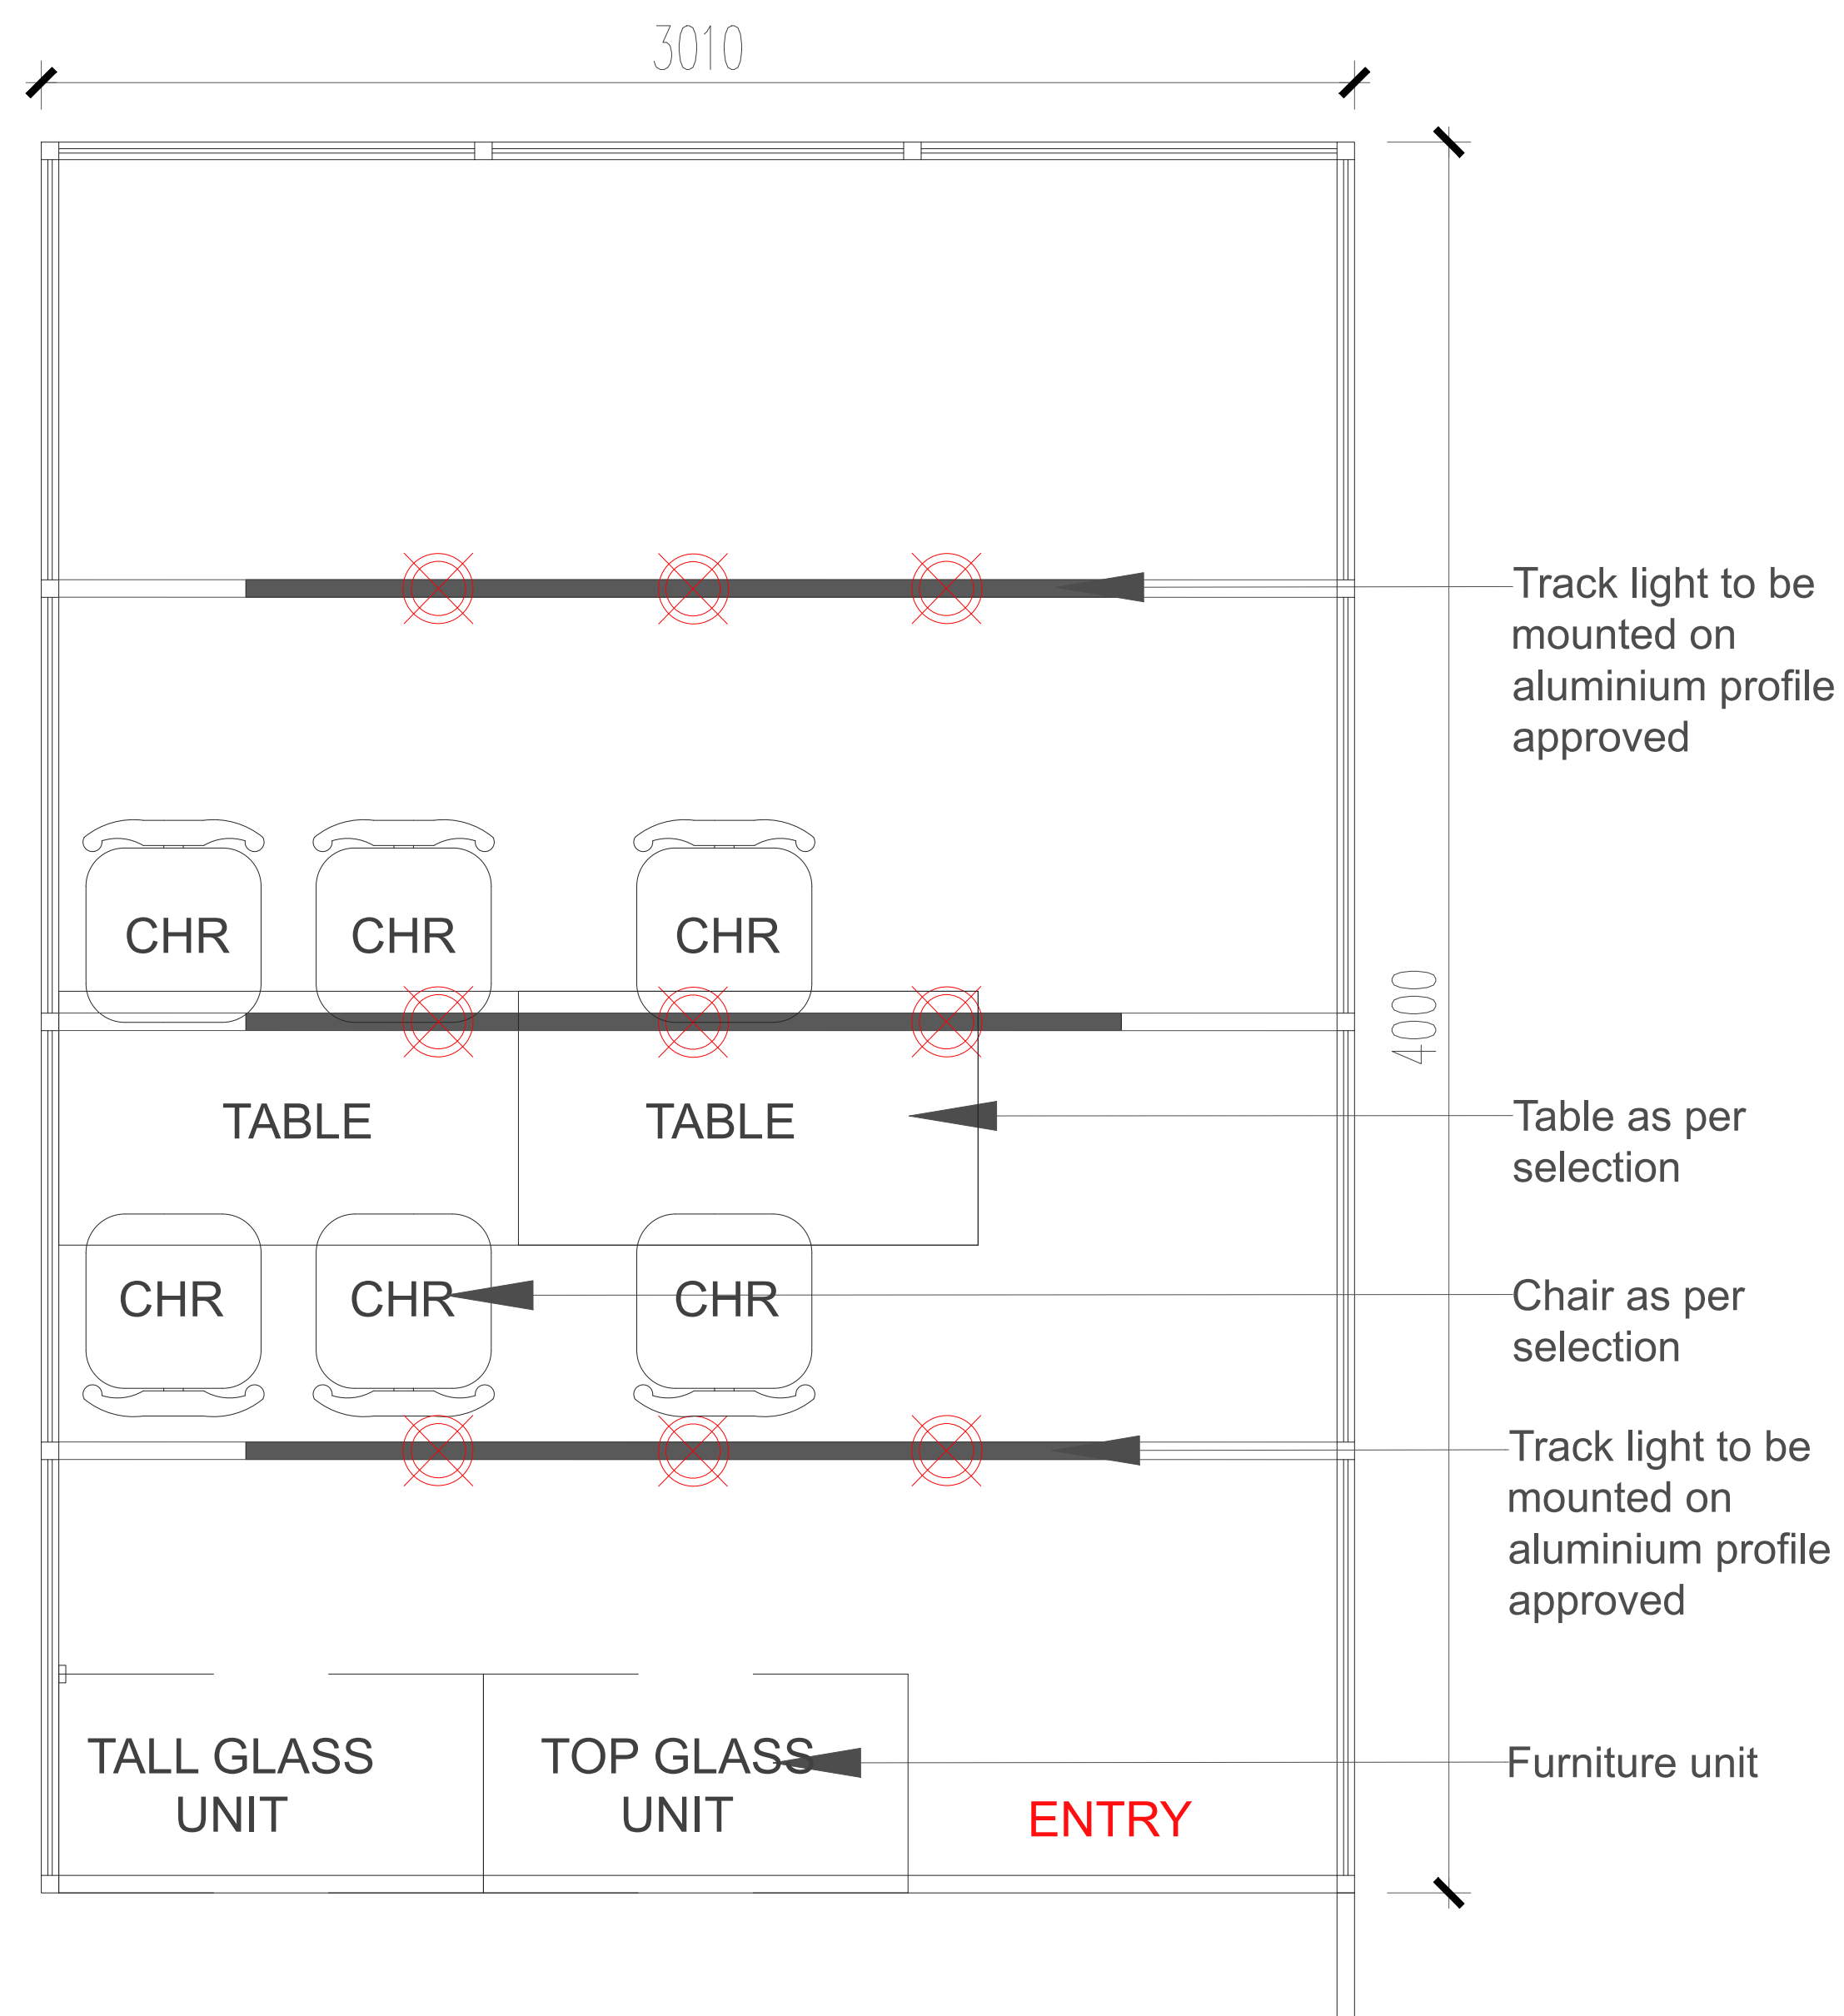 3010
Track light to be
mounted on
aluminium profile
approved
CHR CHR CHR
4000
TABLE TABLE
Table as per
selection
CHR CHR CHR
Chair as per
selection
Track light to be
mounted on
aluminium profile
approved
TALL GLASS
UNIT
TOP GLASS
UNIT
Furniture unit
ENTRY